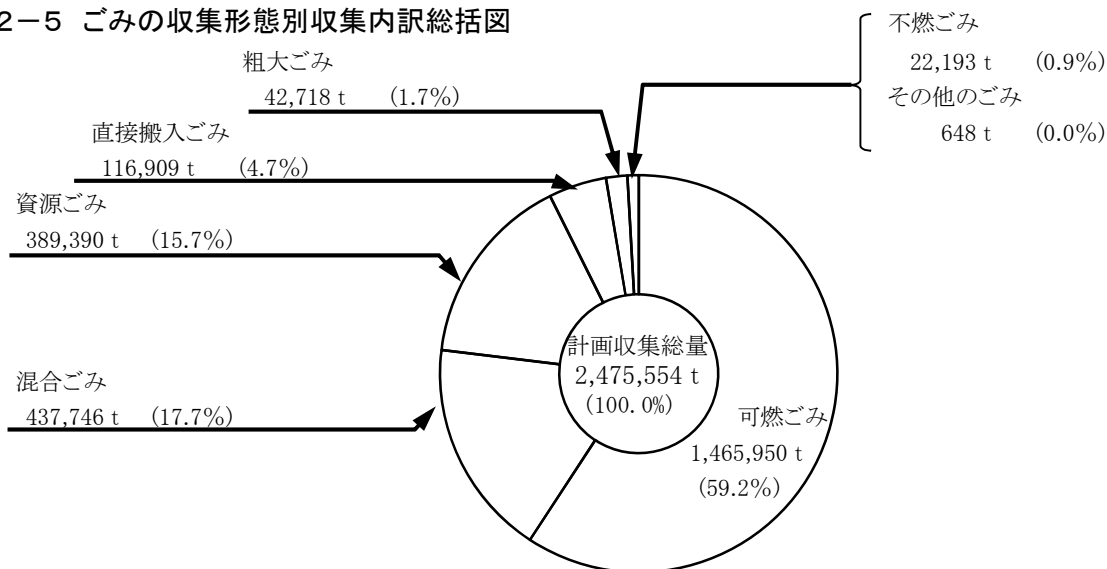 2－5 ごみの収集形態別収集内訳総括図
不燃ごみ
22,193 t (0.9%)
その他のごみ
648 t (0.0%)
粗大ごみ
42,718 t (1.7%)
直接搬入ごみ
116,909 t (4.7%)
資源ごみ
389,390 t (15.7%)
混合ごみ
437,746 t (17.7%)
計画収集総量
2,475,554 t
(100.0%)
可燃ごみ
1,465,950 t
(59.2%)